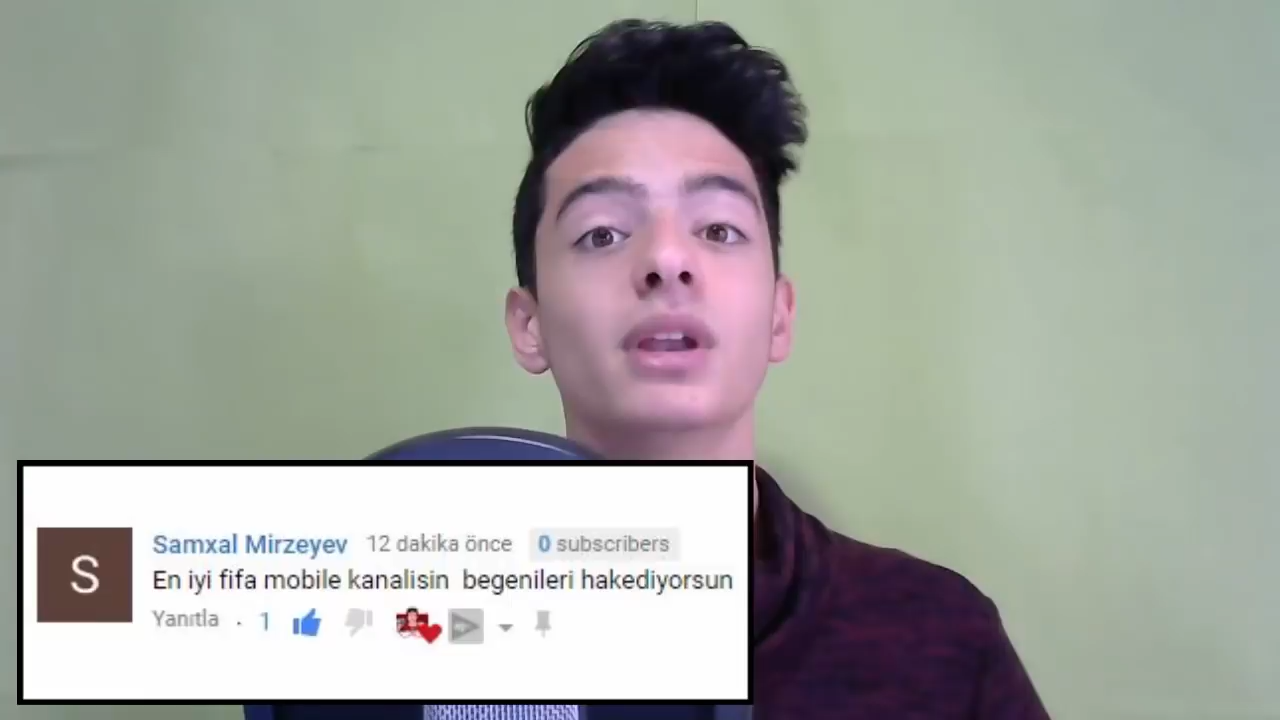 S
Samxal Mirzeyev 12 dakika önce 0 subscribers
En iyi fifa mobile kanalisin begenileri hakediyorsun
Yanıtla . 1